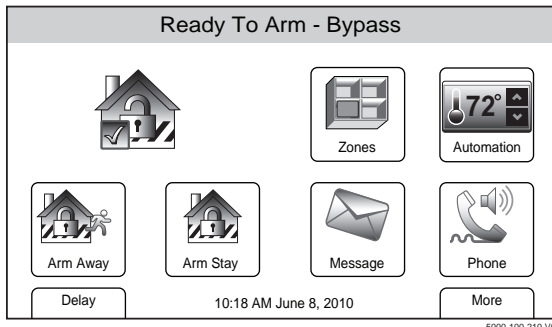 Ready To Arm - Bypass
72°
Zones
Automation
Arm Away
Arm Stay
Message
Phone
Delay
10:18 AM June 8, 2010
More